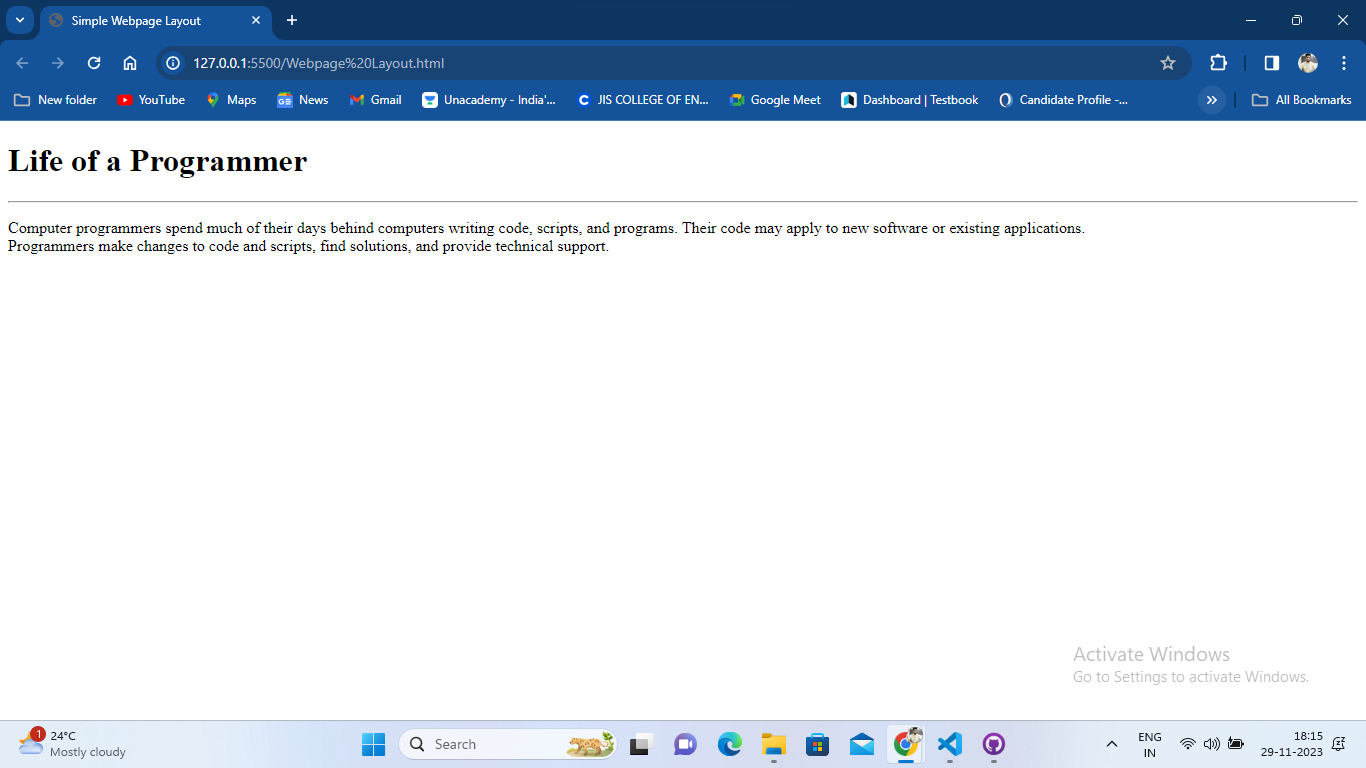 Simple Webpage Layout
127.0.0.1:5500/Webpage%20Layout.html
New folder YouTube Maps News Gmail Unacademy - India'... JIS COLLEGE OF EN... Google Meet Dashboard | Testbook Candidate Profile -... All Bookmarks
Life of a Programmer
Computer programmers spend much of their days behind computers writing code, scripts, and programs. Their code may apply to new software or existing applications.
Programmers make changes to code and scripts, find solutions, and provide technical support.
Activate Windows
Go to Settings to activate Windows.
1
24°C
Mostly cloudy
Search
ENG
IN
18:15
29-11-2023